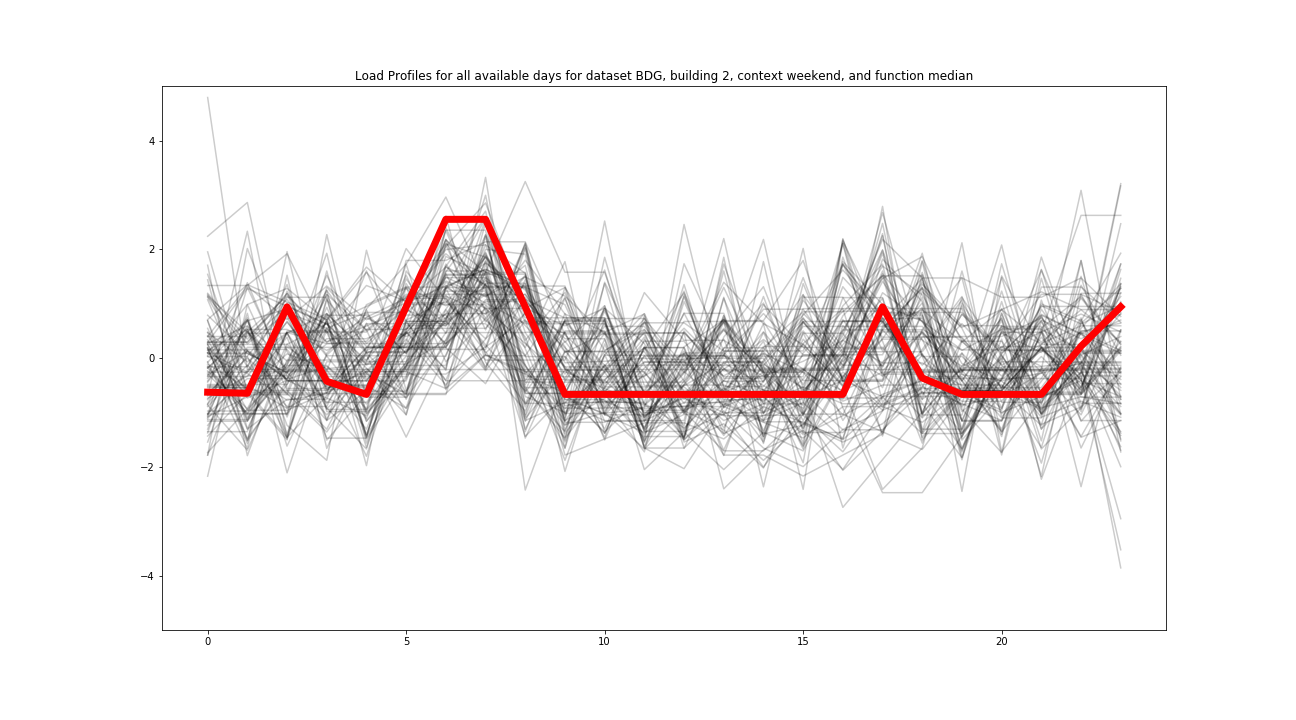 Load Profiles for all available days for dataset BDG, building 2, context weekend, and function median
4
2
0
−2
−4
0 5 10 15 20